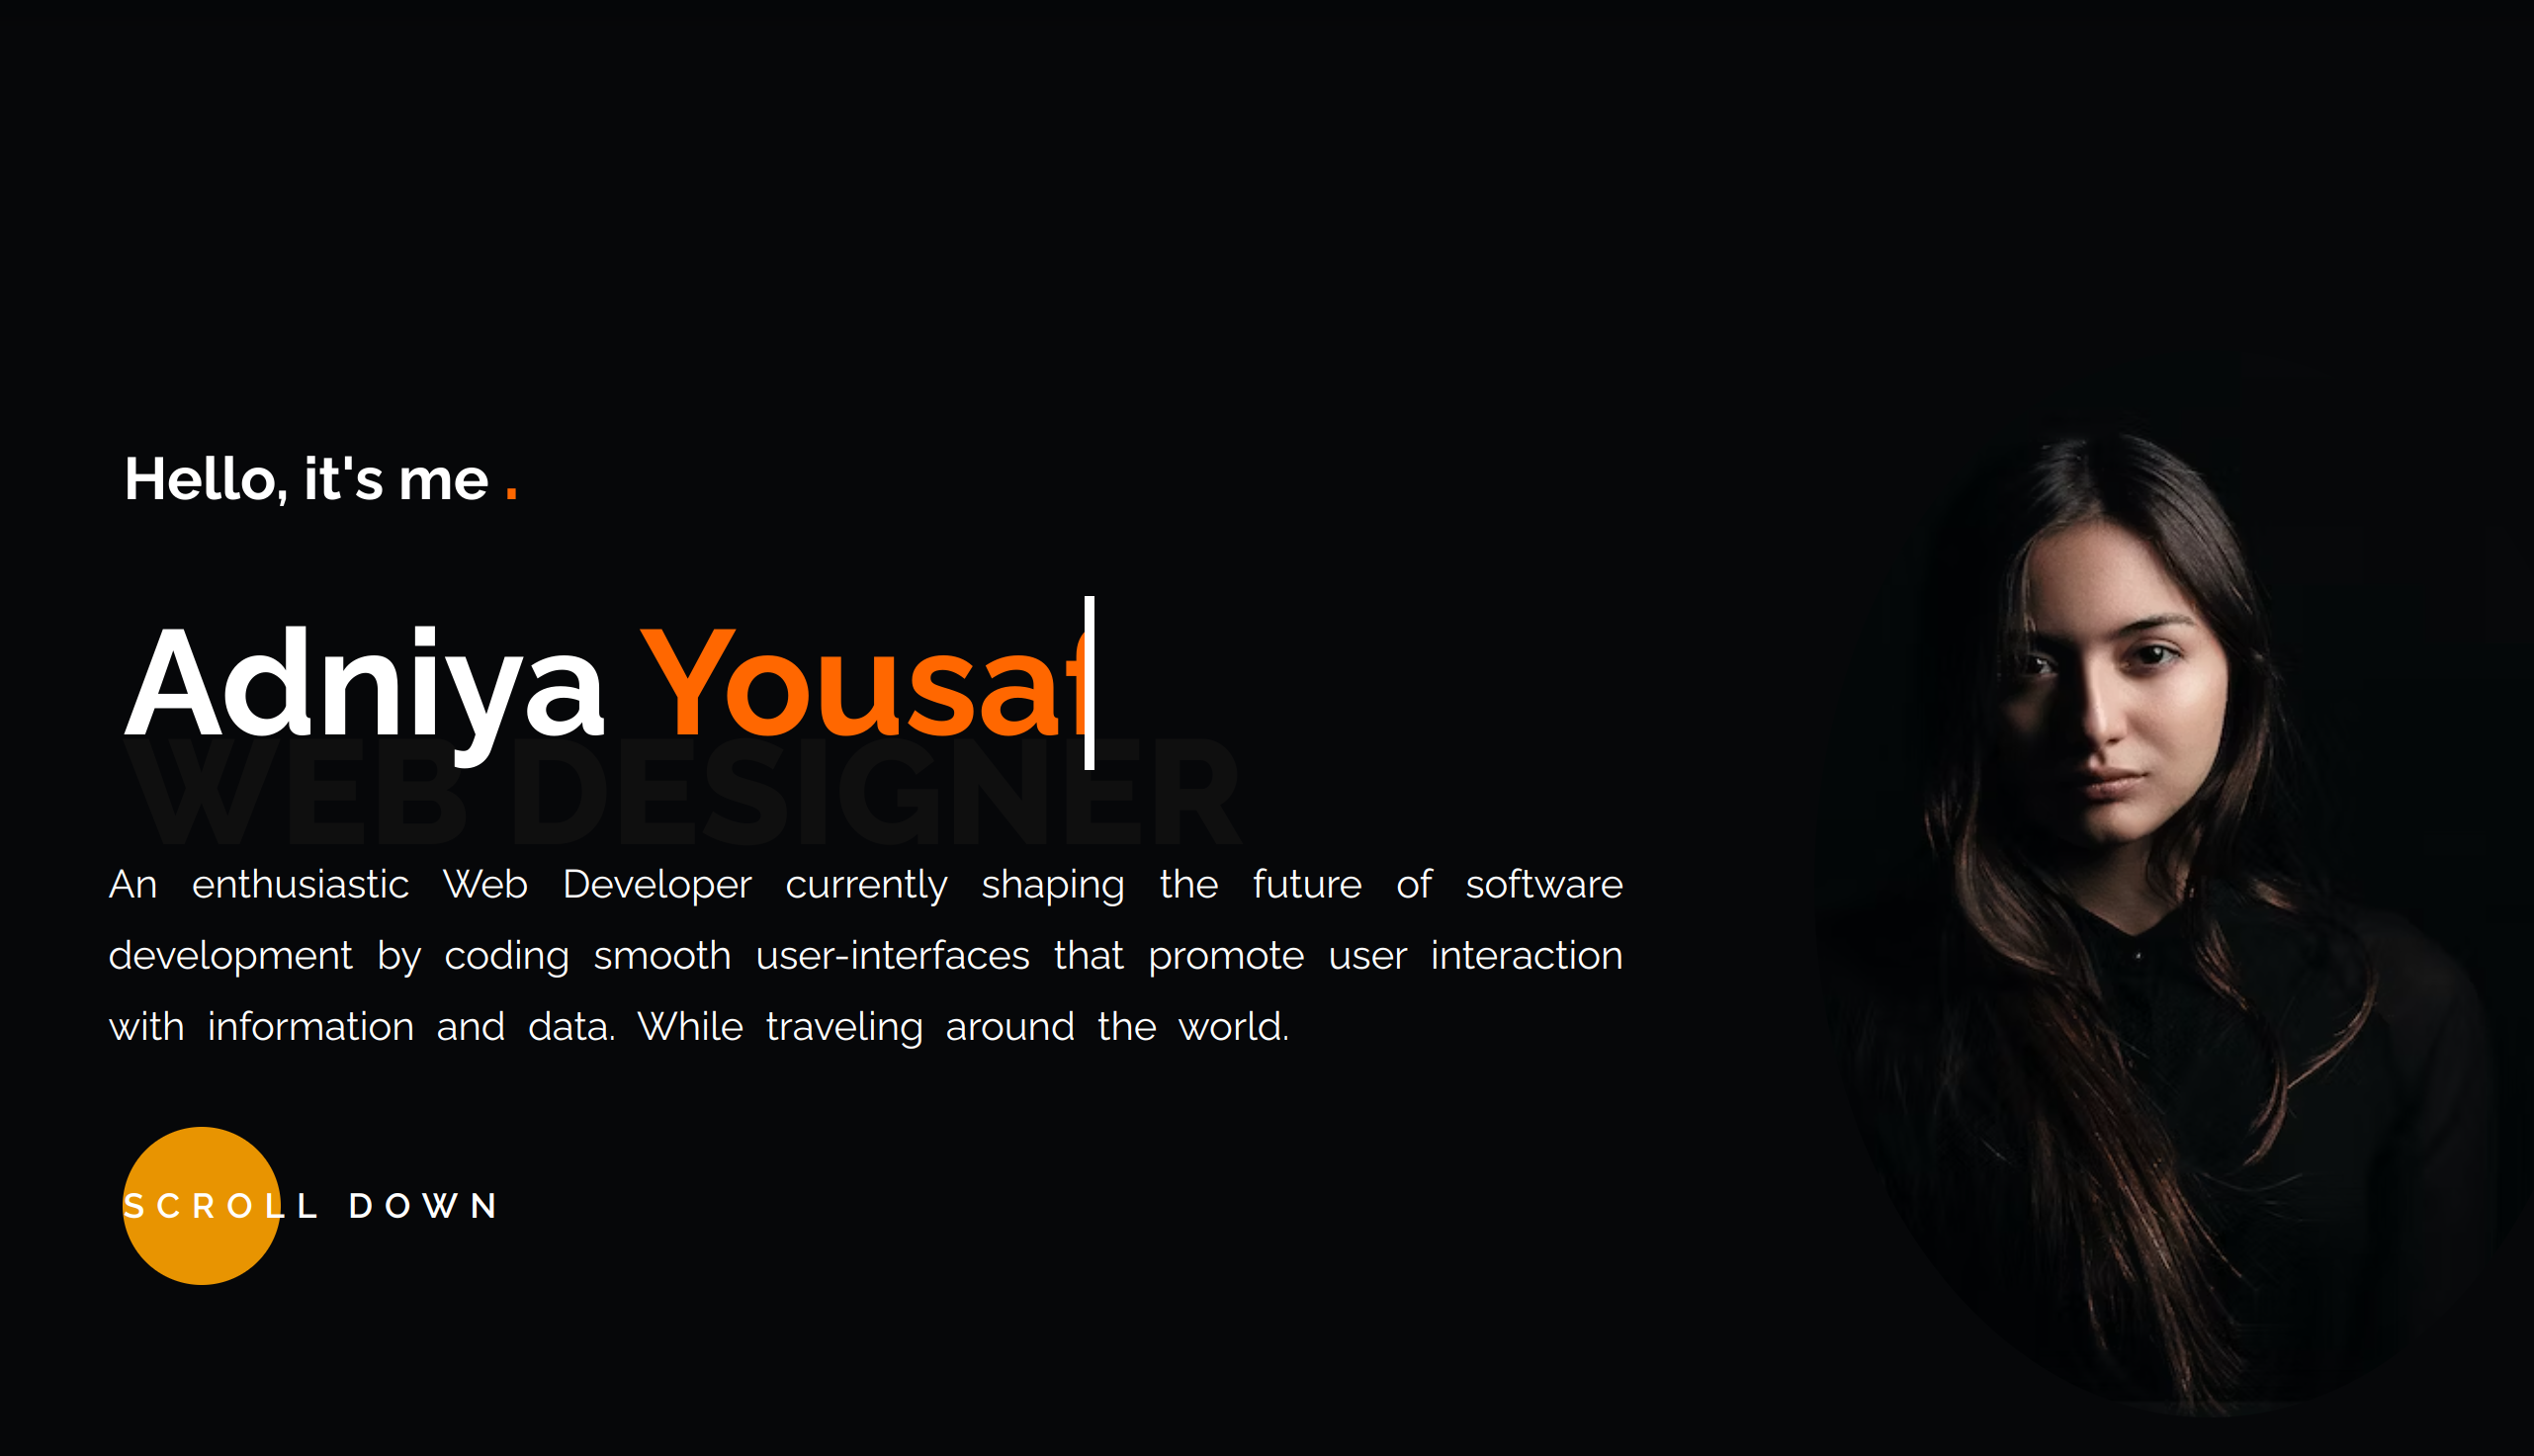 Hello, it's me .
Adniya Yousaf
WEB DESIGNER
An enthusiastic Web Developer currently shaping the future of software
development by coding smooth user-interfaces that promote user interaction
with information and data. While traveling around the world.
SCROLL DOWN